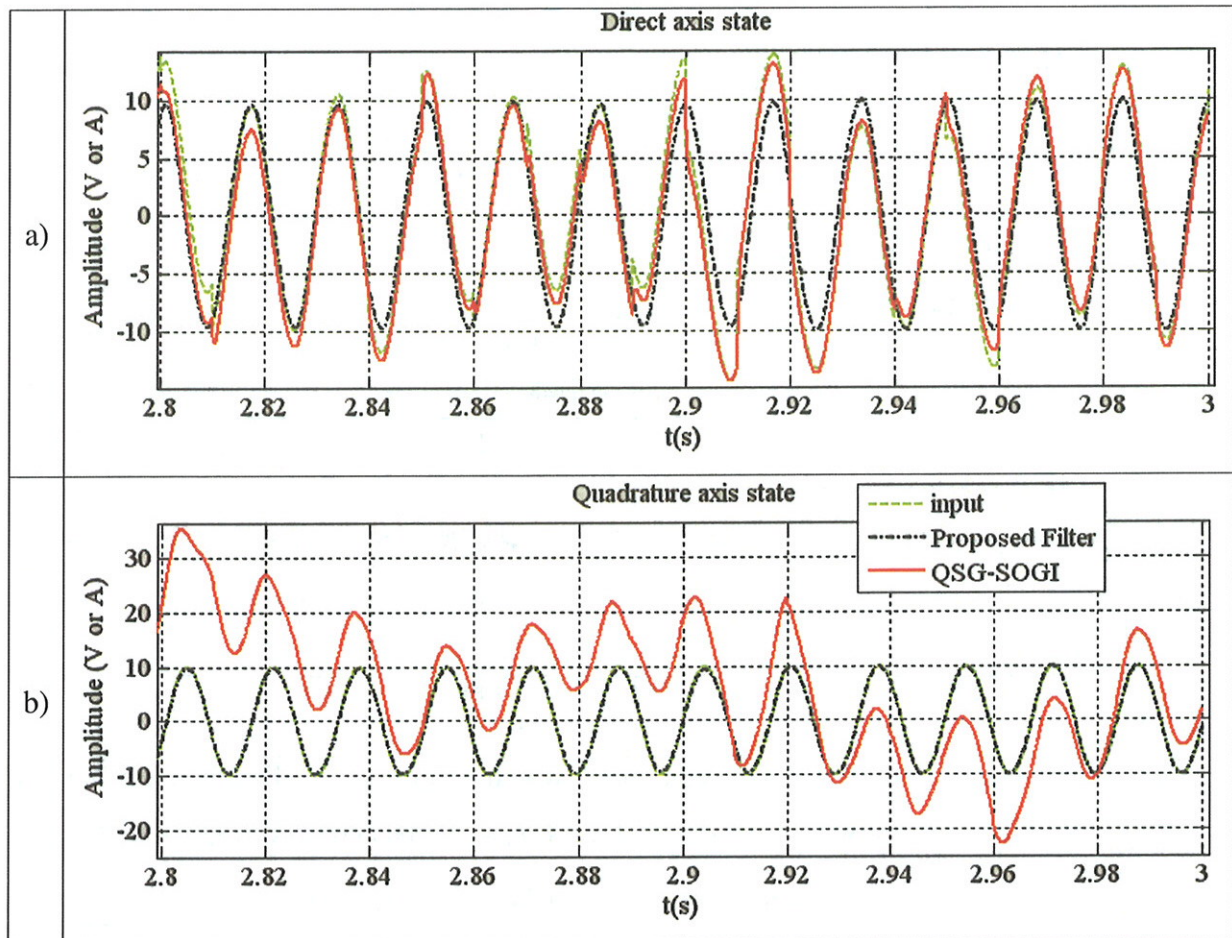 a)
Direct axis state
Amplitude (V or A)
10
5
0
-5
-10
2.8 2.82 2.84 2.86 2.88 2.9 2.92 2.94 2.96 2.98 3
t(s)
b)
Quadrature axis state
input
Proposed Filter
QSG-SOGI
Amplitude (V or A)
30
20
10
0
-10
-20
2.8 2.82 2.84 2.86 2.88 2.9 2.92 2.94 2.96 2.98 3
t(s)